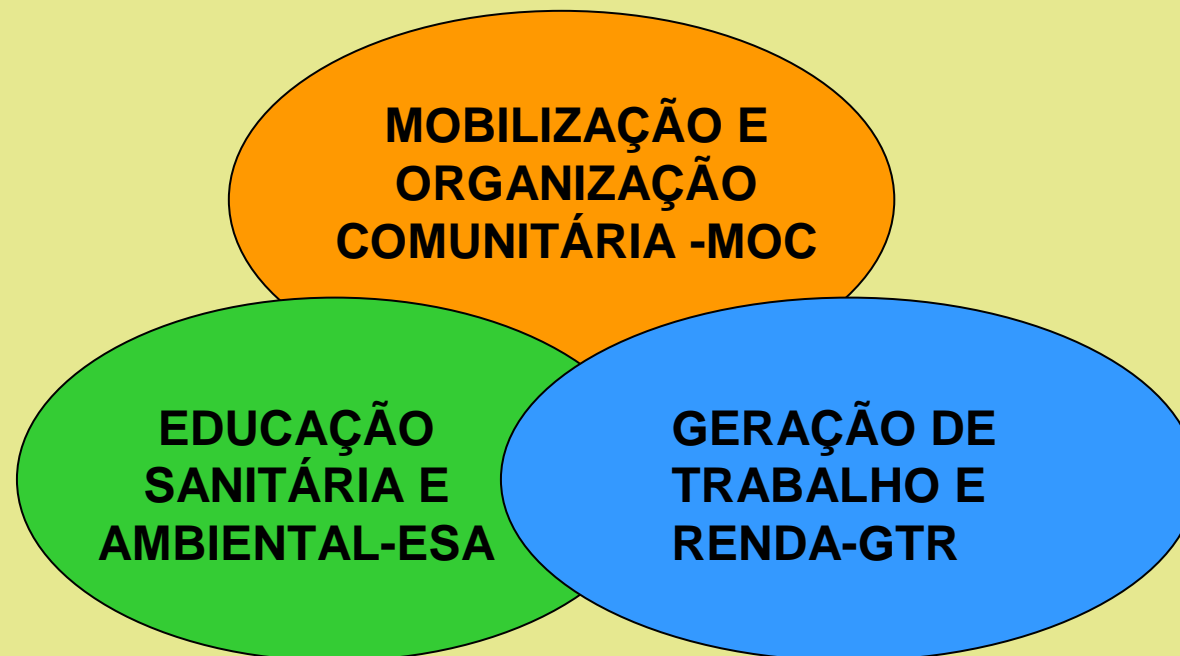 MOBILIZAÇÃO E
ORGANIZAÇÃO
COMUNITÁRIA -MOC
EDUCAÇÃO
SANITÁRIA E
AMBIENTAL-ESA
GERAÇÃO DE
TRABALHO E
RENDA-GTR